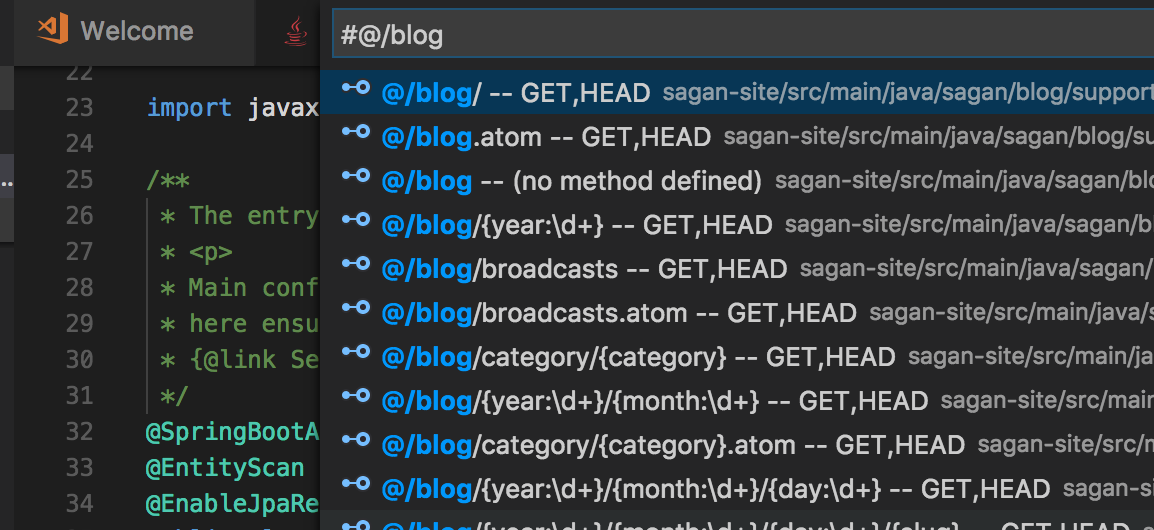 Welcome
#@/blog
22
23 import javax
24
25 /**
26 * The entry
27 * <p>
28 * Main conf
29 * here ensu
30 * {@link Se
31 */
32 @SpringBootA
33 @EntityScan
34 @EnableJpaRe
@/blog/ -- GET,HEAD sagan-site/src/main/java/sagan/blog/support
@/blog.atom -- GET,HEAD sagan-site/src/main/java/sagan/blog/su
@/blog -- (no method defined) sagan-site/src/main/java/sagan/blo
@/blog/{year:\d+} -- GET,HEAD sagan-site/src/main/java/sagan/bl
@/blog/broadcasts -- GET,HEAD sagan-site/src/main/java/sagan/
@/blog/broadcasts.atom -- GET,HEAD sagan-site/src/main/java/s
@/blog/category/{category} -- GET,HEAD sagan-site/src/main/ja
@/blog/{year:\d+}/{month:\d+} -- GET,HEAD sagan-site/src/main
@/blog/category/{category}.atom -- GET,HEAD sagan-site/src/m
@/blog/{year:\d+}/{month:\d+}/{day:\d+} -- GET,HEAD sagan-si
@/blog/{year:\d+}/{month:\d+}/{day:\d+}/{slug}